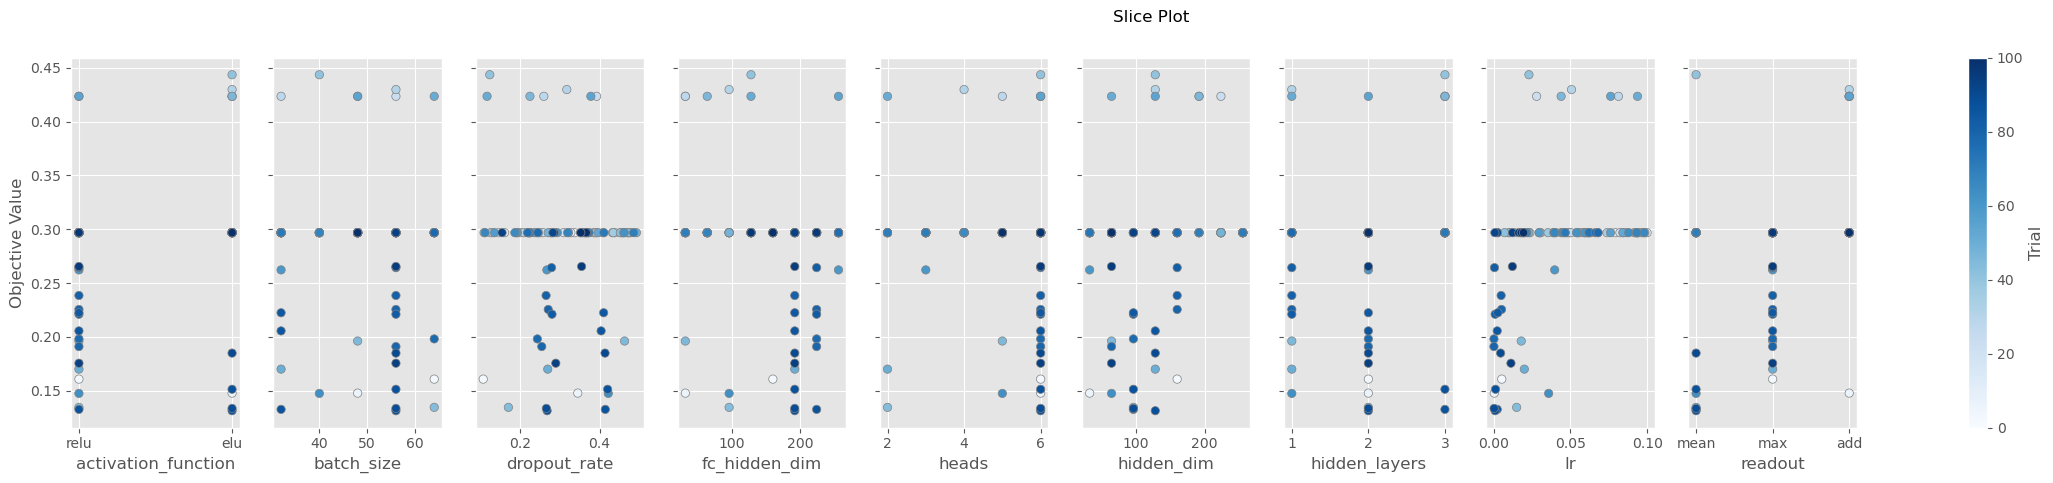 Slice Plot
Objective Value
0.45
0.40
0.35
0.30
0.25
0.20
0.15
relu elu
activation_function
40 50 60
batch_size
0.2 0.4
dropout_rate
100 200
fc_hidden_dim
2 4 6
heads
100 200
hidden_dim
1 2 3
hidden_layers
0.00 0.05 0.10
lr
mean max add
readout
100
80
60
40
20
0
Trial